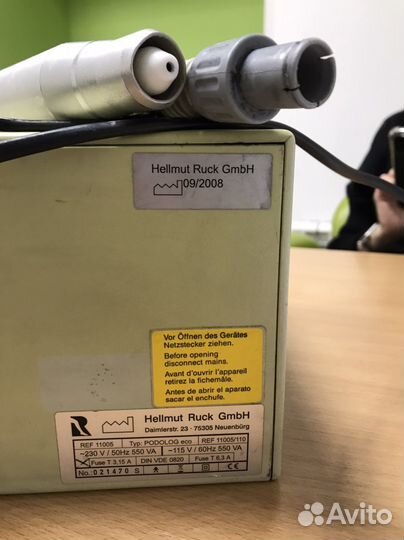 Hellmut Ruck GmbH
09/2008
Vor Öffnen des Gerätes
Netzstecker ziehen.
Before opening
disconnect mains.
Avant d'ouvrir l'appareil
retirez la fichemâle.
Antes de abrir el aparato
sacar el enchufe.
R
Hellmut Ruck GmbH
Daimlerstr. 23 · 75305 Neuenbürg
REF 11005 Typ: PODOLOG eco REF 11005/110
~230 V / 50Hz 550 VA ~115 V / 60Hz 550 VA
Fuse T 3,15 A DIN VDE 0820 Fuse T 6,3 A
No.: 021470 S CE
Avito